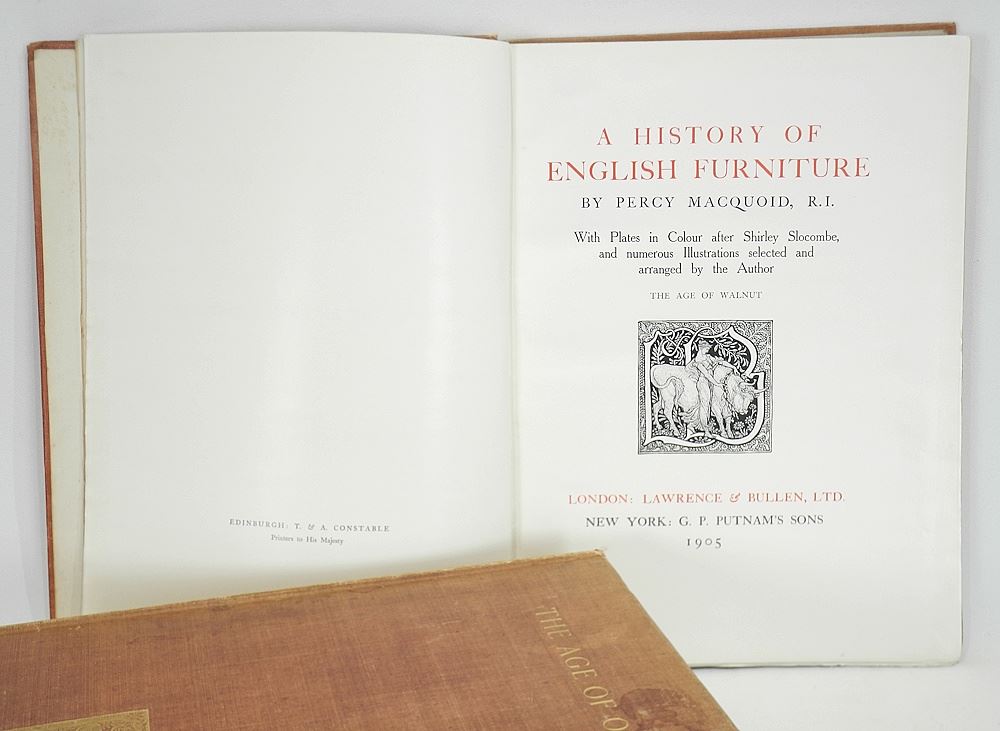 EDINBURGH: T. & A. CONSTABLE
Printers to His Majesty
A HISTORY OF
ENGLISH FURNITURE
BY PERCY MACQUOID, R.I.
With Plates in Colour after Shirley Slocombe,
and numerous Illustrations selected and
arranged by the Author
THE AGE OF WALNUT
LB
LONDON: LAWRENCE & BULLEN, LTD.
NEW YORK: G. P. PUTNAM'S SONS
1905
THE AGE OF O